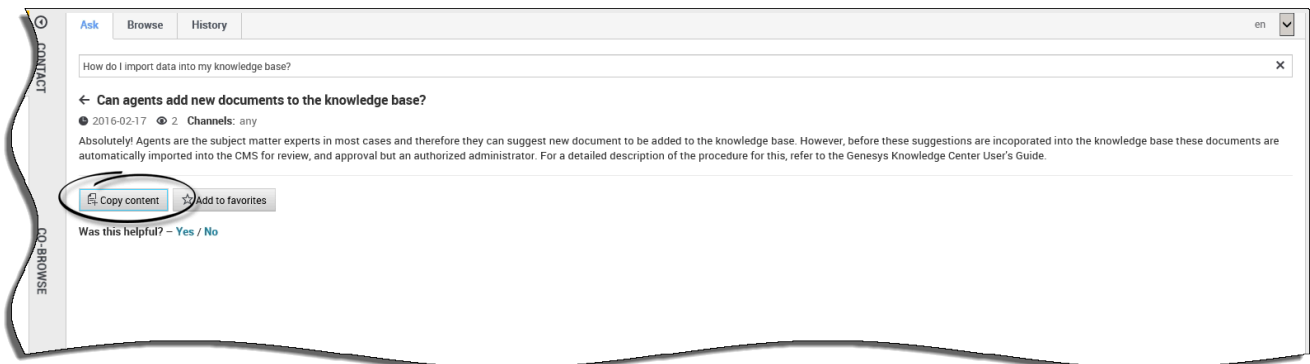 Ask Browse History en
CONTACT
How do I import data into my knowledge base?
← Can agents add new documents to the knowledge base?
2016-02-17 2 Channels: any
Absolutely! Agents are the subject matter experts in most cases and therefore they can suggest new document to be added to the knowledge base. However, before these suggestions are incoporated into the knowledge base these documents are
automatically imported into the CMS for review, and approval but an authorized administrator. For a detailed description of the procedure for this, refer to the Genesys Knowledge Center User's Guide.
Copy content Add to favorites
Was this helpful? – Yes / No
CO-BROWSE